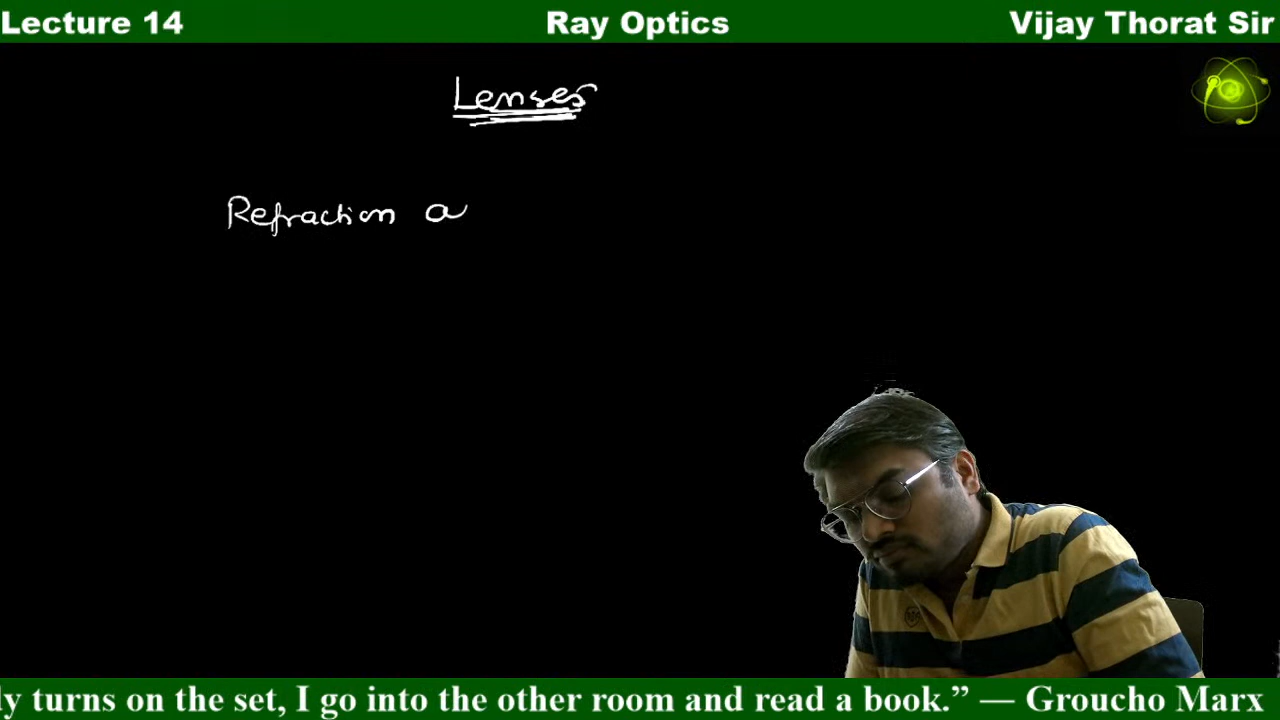 Lecture 14 Ray Optics Vijay Thorat Sir
Lenses
Refraction a
ly turns on the set, I go into the other room and read a book.” — Groucho Marx